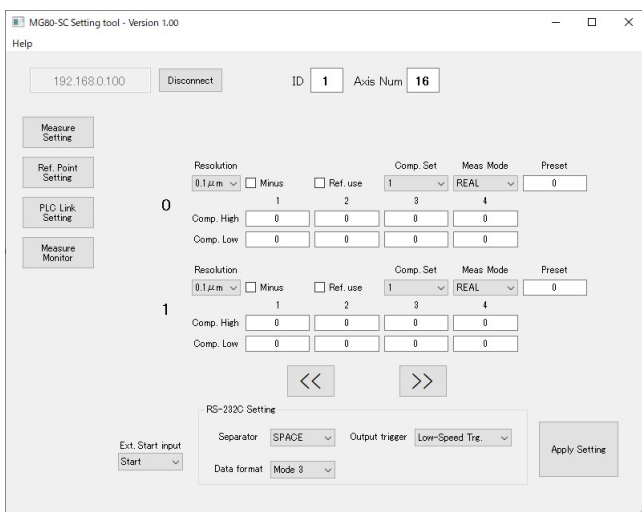 MG80-SC Setting tool - Version 1.00
Help
192.168.0.100 Disconnect ID 1 Axis Num 16
Measure
Setting
Ref. Point
Setting
PLC Link
Setting
Measure
Monitor
0
Resolution Comp. Set Meas Mode Preset
0.1μm Minus Ref. use 1 REAL 0
1 2 3 4
Comp. High 0 0 0 0
Comp. Low 0 0 0 0
1
Resolution Comp. Set Meas Mode Preset
0.1μm Minus Ref. use 1 REAL 0
1 2 3 4
Comp. High 0 0 0 0
Comp. Low 0 0 0 0
<< >>
RS-232C Setting
Ext. Start input
Start
Separator SPACE Output trigger Low-Speed Trg.
Data format Mode 3
Apply Setting